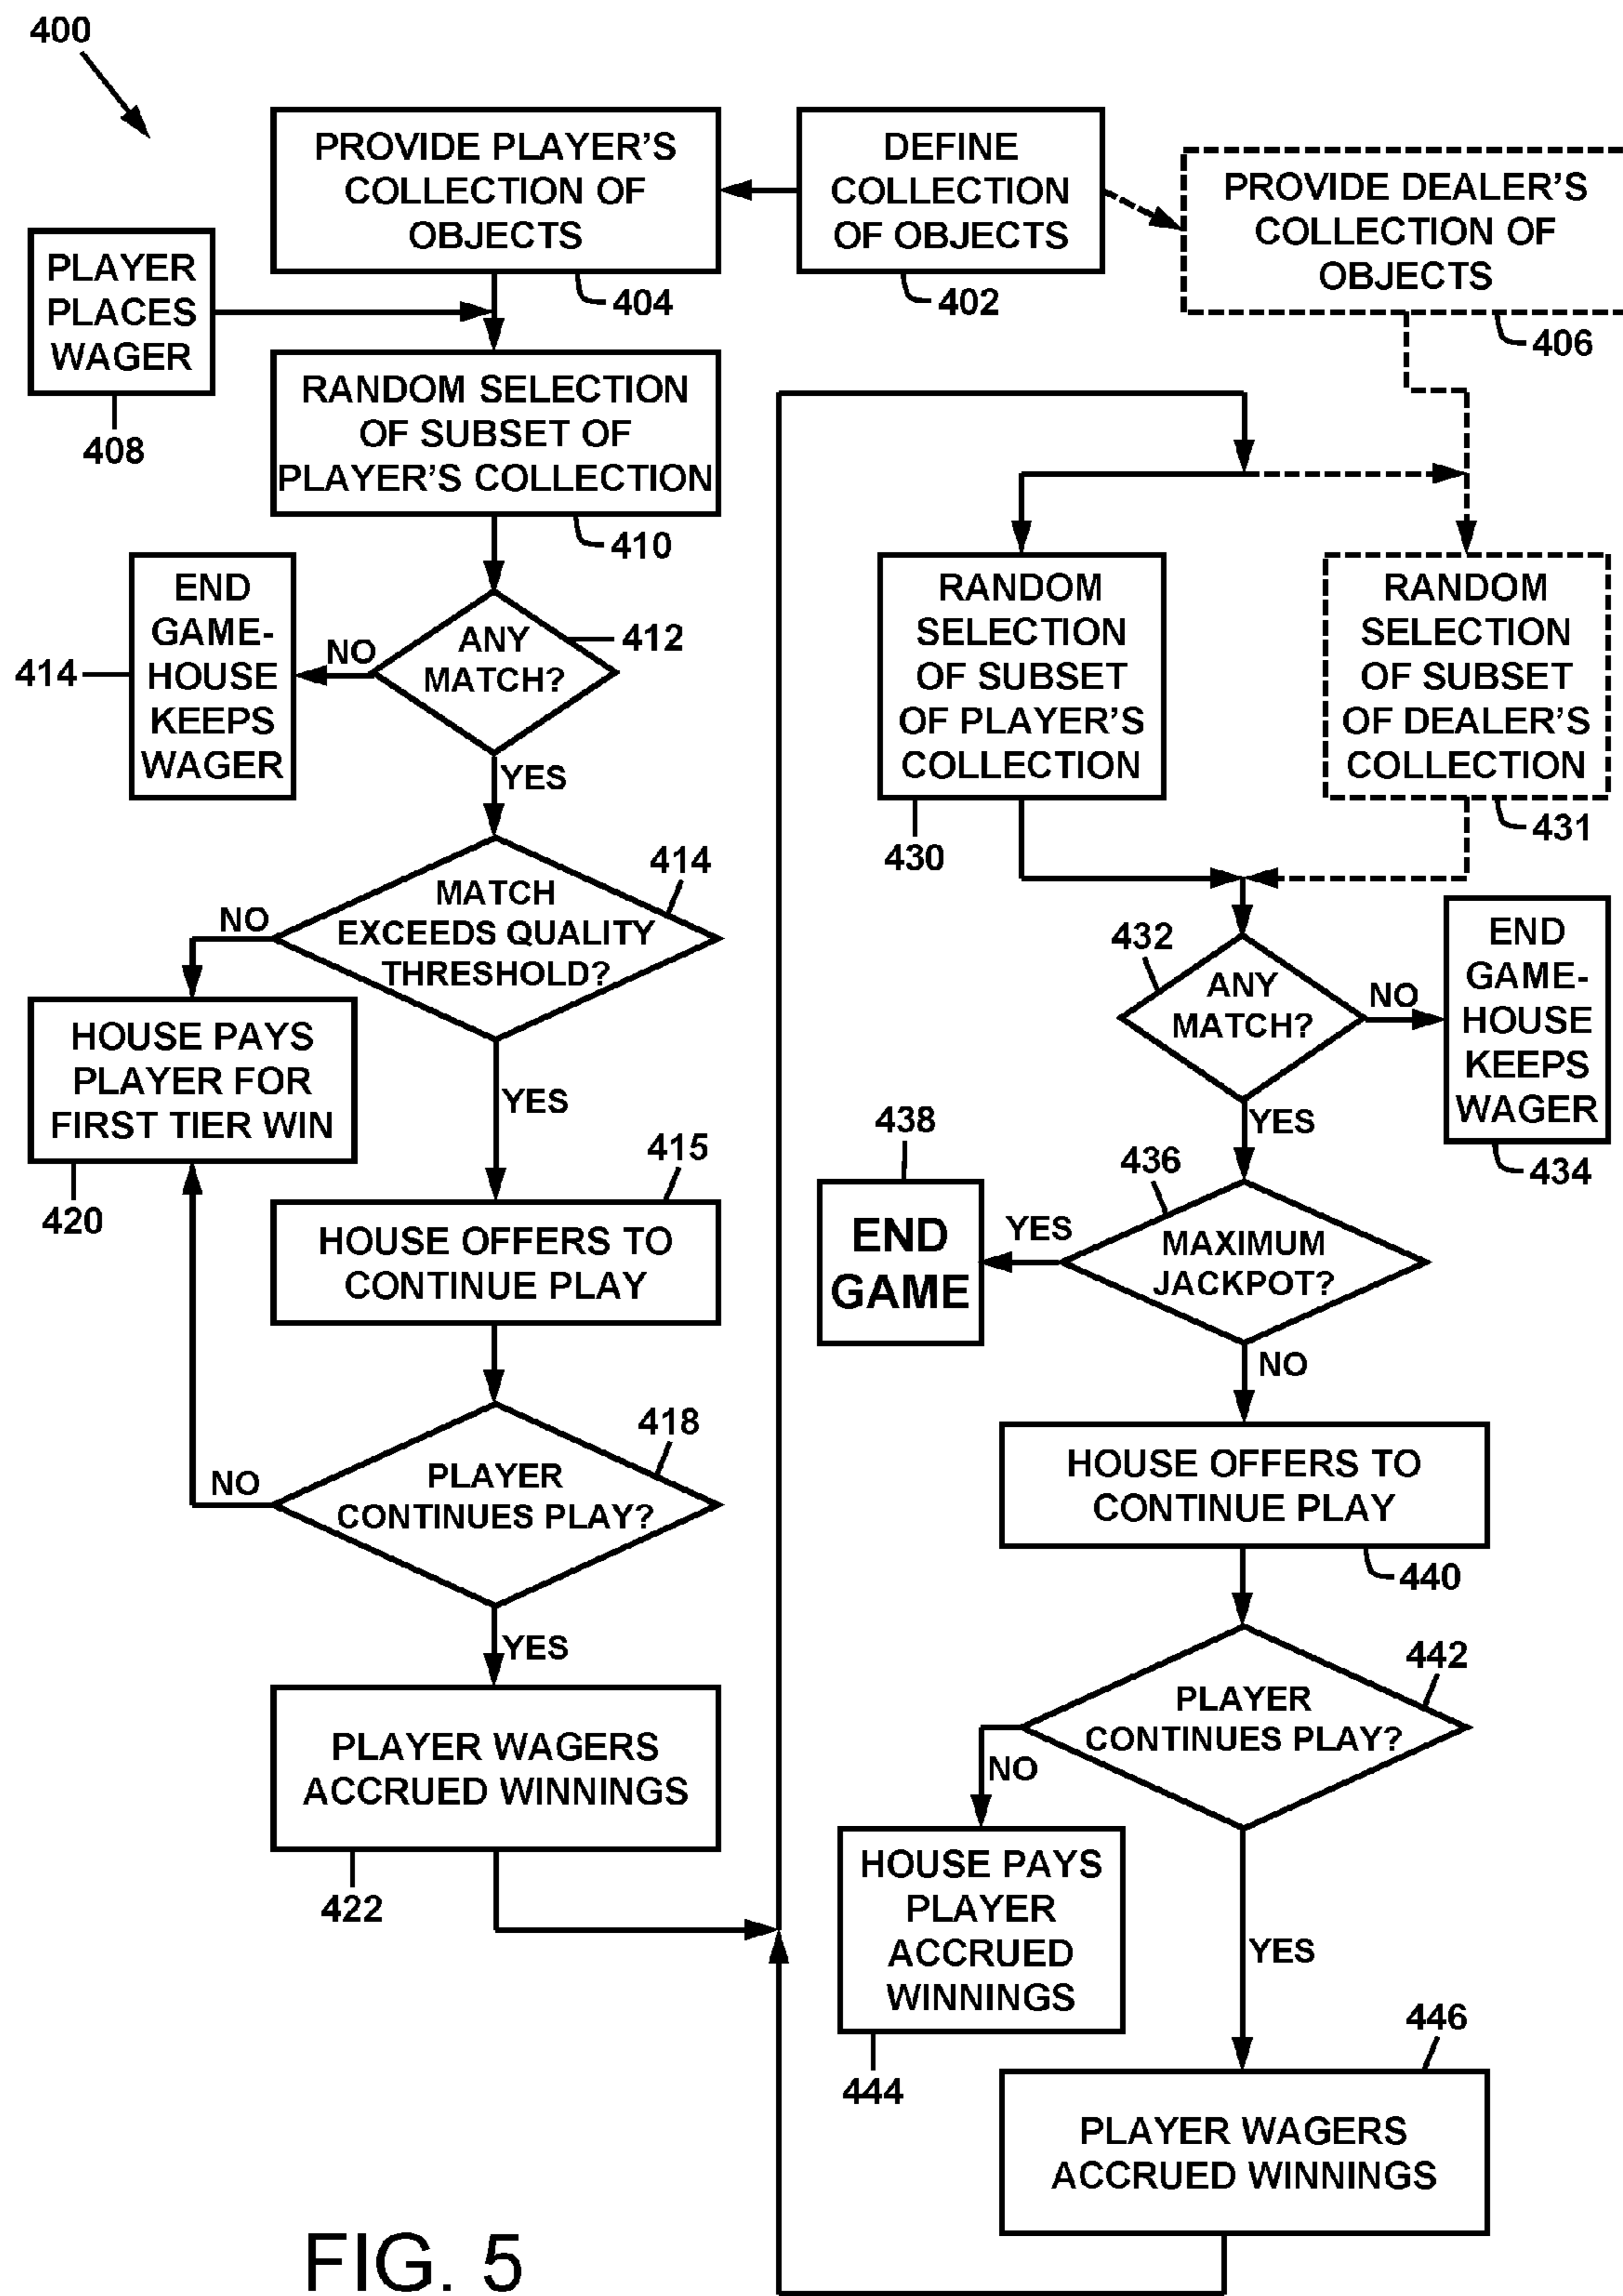 400
PROVIDE PLAYER'S
COLLECTION OF
OBJECTS
404
DEFINE
COLLECTION
OF OBJECTS
402
PROVIDE DEALER'S
COLLECTION OF
OBJECTS
406
PLAYER
PLACES
WAGER
408
RANDOM SELECTION
OF SUBSET OF
PLAYER'S COLLECTION
410
ANY
MATCH?
412
NO
END
GAME-
HOUSE
KEEPS
WAGER
414
YES
MATCH
EXCEEDS QUALITY
THRESHOLD?
414
NO
HOUSE PAYS
PLAYER FOR
FIRST TIER WIN
420
YES
415
HOUSE OFFERS TO
CONTINUE PLAY
418
PLAYER
CONTINUES PLAY?
NO
YES
PLAYER WAGERS
ACCRUED WINNINGS
422
RANDOM
SELECTION
OF SUBSET
OF PLAYER'S
COLLECTION
430
RANDOM
SELECTION
OF SUBSET
OF DEALER'S
COLLECTION
431
432
ANY
MATCH?
NO
END
GAME-
HOUSE
KEEPS
WAGER
434
YES
436
MAXIMUM
JACKPOT?
YES
438
END
GAME
NO
HOUSE OFFERS TO
CONTINUE PLAY
440
442
PLAYER
CONTINUES PLAY?
NO
HOUSE PAYS
PLAYER
ACCRUED
WINNINGS
444
YES
446
PLAYER WAGERS
ACCRUED WINNINGS
FIG. 5